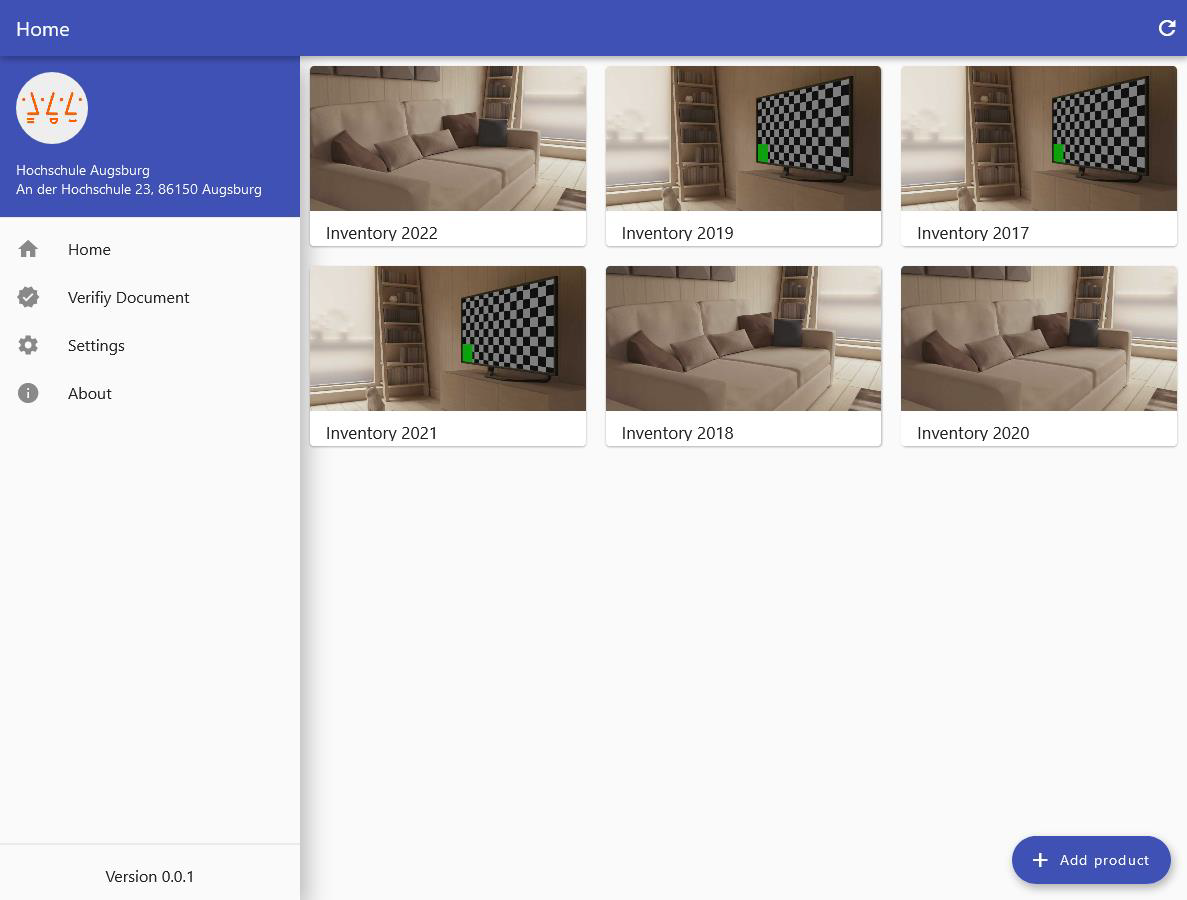 Home
Hochschule Augsburg
An der Hochschule 23, 86150 Augsburg
Home
Verifiy Document
Settings
About
Version 0.0.1
Inventory 2022
Inventory 2019
Inventory 2017
Inventory 2021
Inventory 2018
Inventory 2020
Add product